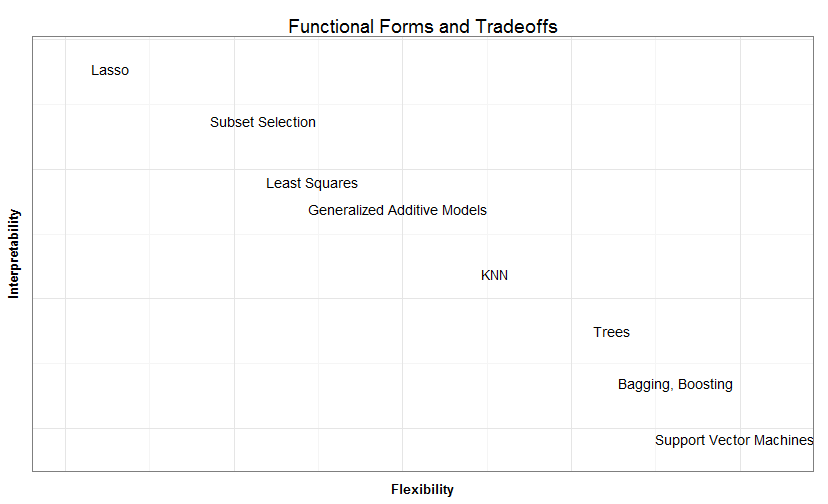 Functional Forms and Tradeoffs
Lasso
Subset Selection
Least Squares
Generalized Additive Models
Interpretability
KNN
Trees
Bagging, Boosting
Support Vector Machines
Flexibility